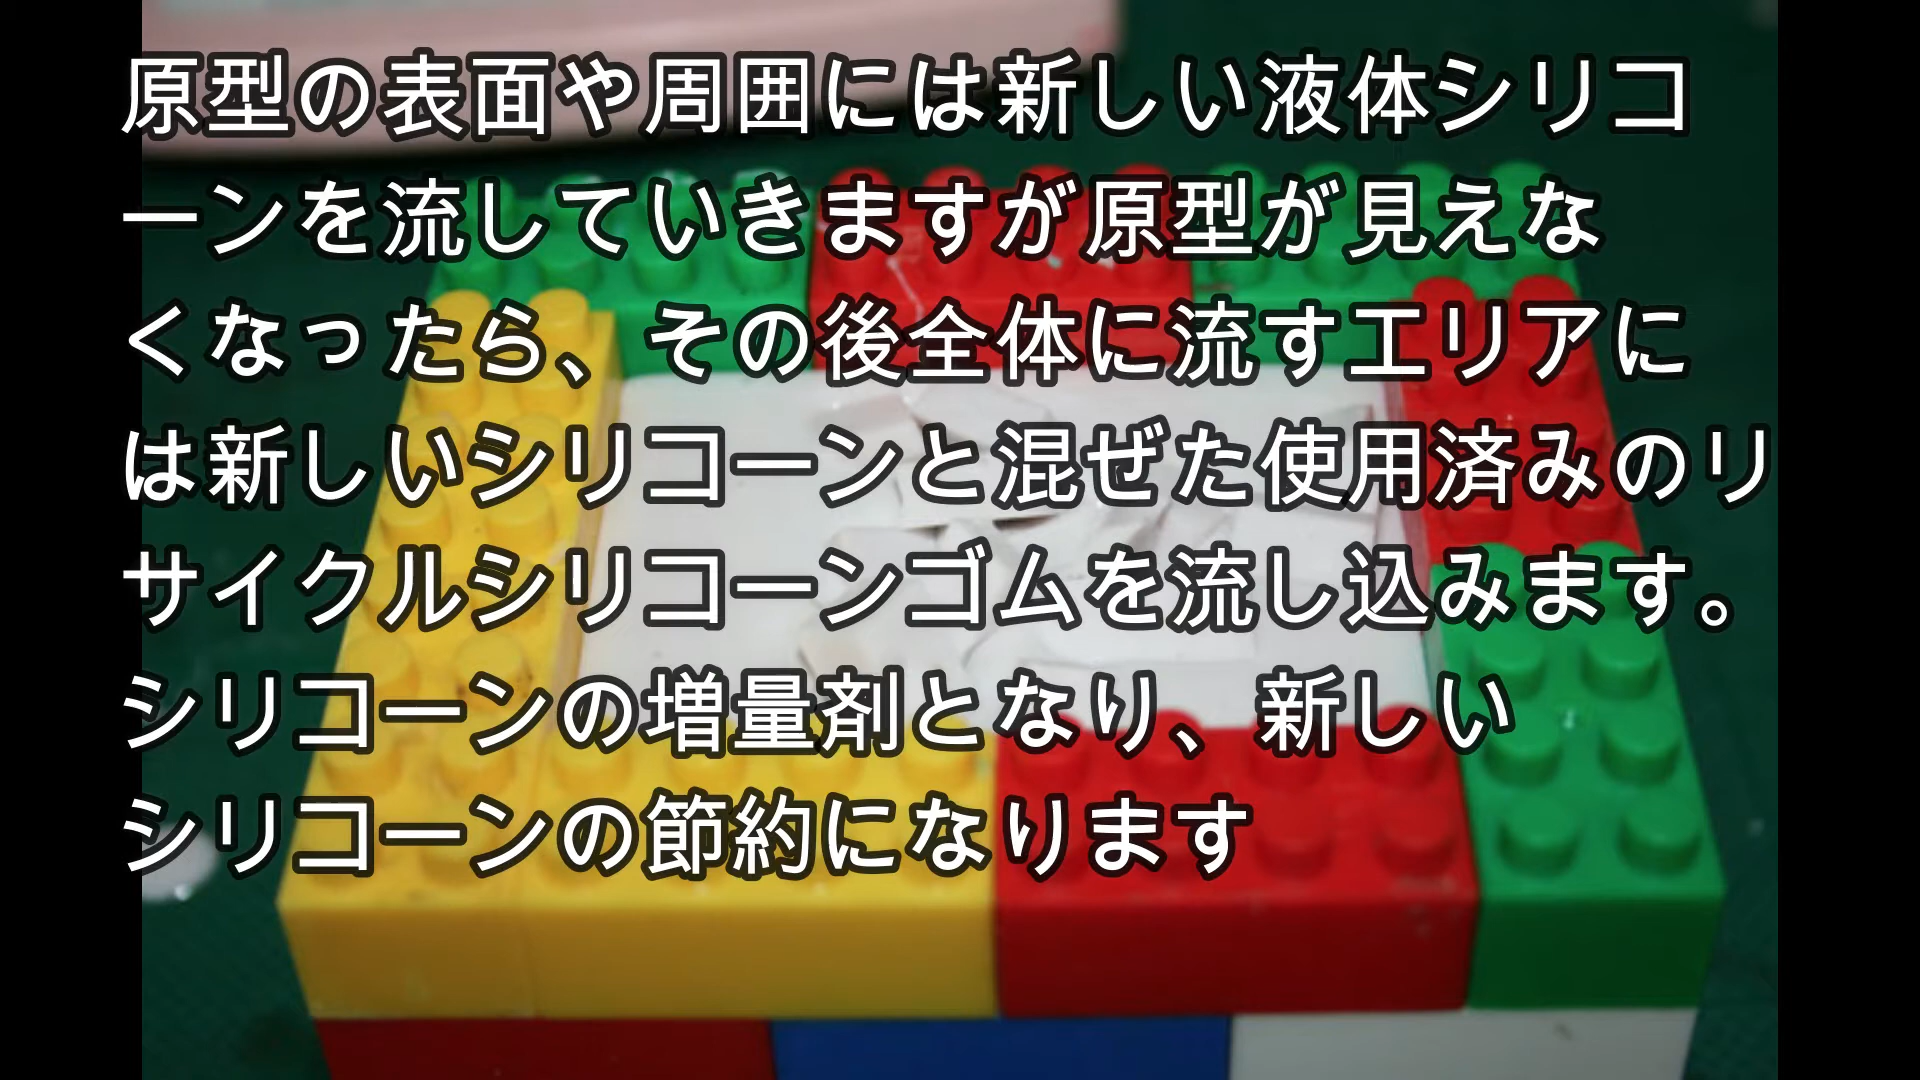 原型の表面や周囲には新しい液体シリコ
ーンを流していきますが原型が見えな
くなったら、その後全体に流すエリアに
は新しいシリコーンと混ぜた使用済みのリ
サイクルシリコーンゴムを流し込みます。
シリコーンの増量剤となり、新しい
シリコーンの節約になります